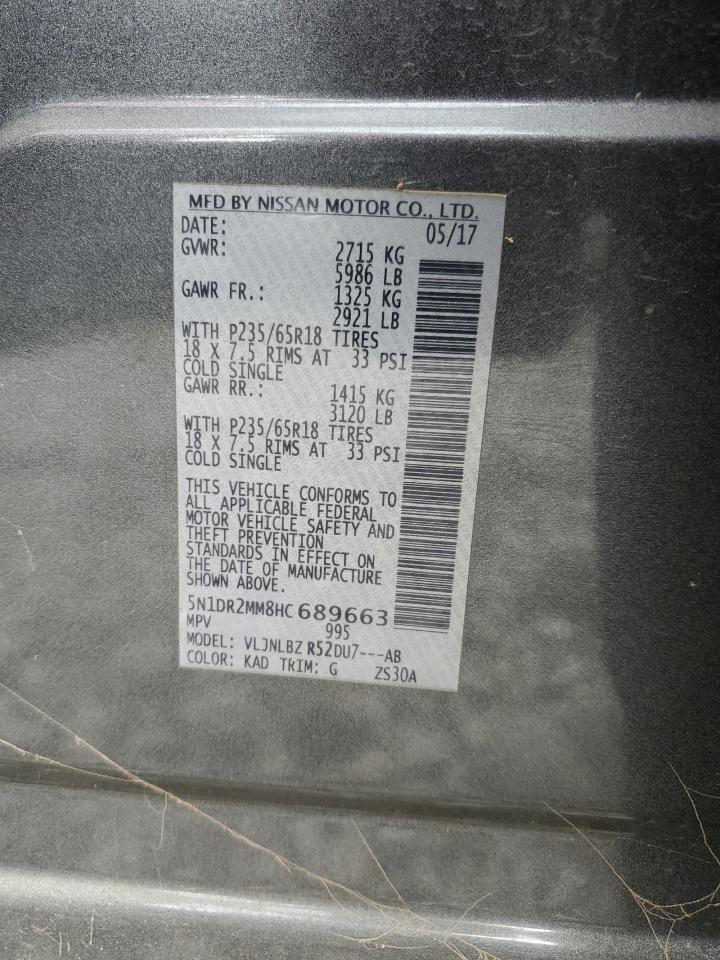 MFD BY NISSAN MOTOR CO., LTD.
DATE: 05/17
GVWR: 2715 KG
5986 LB
GAWR FR.: 1325 KG
2921 LB
WITH P235/65R18 TIRES
18 X 7.5 RIMS AT 33 PSI
COLD SINGLE
GAWR RR.: 1415 KG
3120 LB
WITH P235/65R18 TIRES
18 X 7.5 RIMS AT 33 PSI
COLD SINGLE
THIS VEHICLE CONFORMS TO
ALL APPLICABLE FEDERAL
MOTOR VEHICLE SAFETY AND
THEFT PREVENTION
STANDARDS IN EFFECT ON
THE DATE OF MANUFACTURE
SHOWN ABOVE.
5N1DR2MM8HC689663
MPV 995
MODEL: VLJNLBZ R52DU7---AB
COLOR: KAD TRIM: G ZS30A